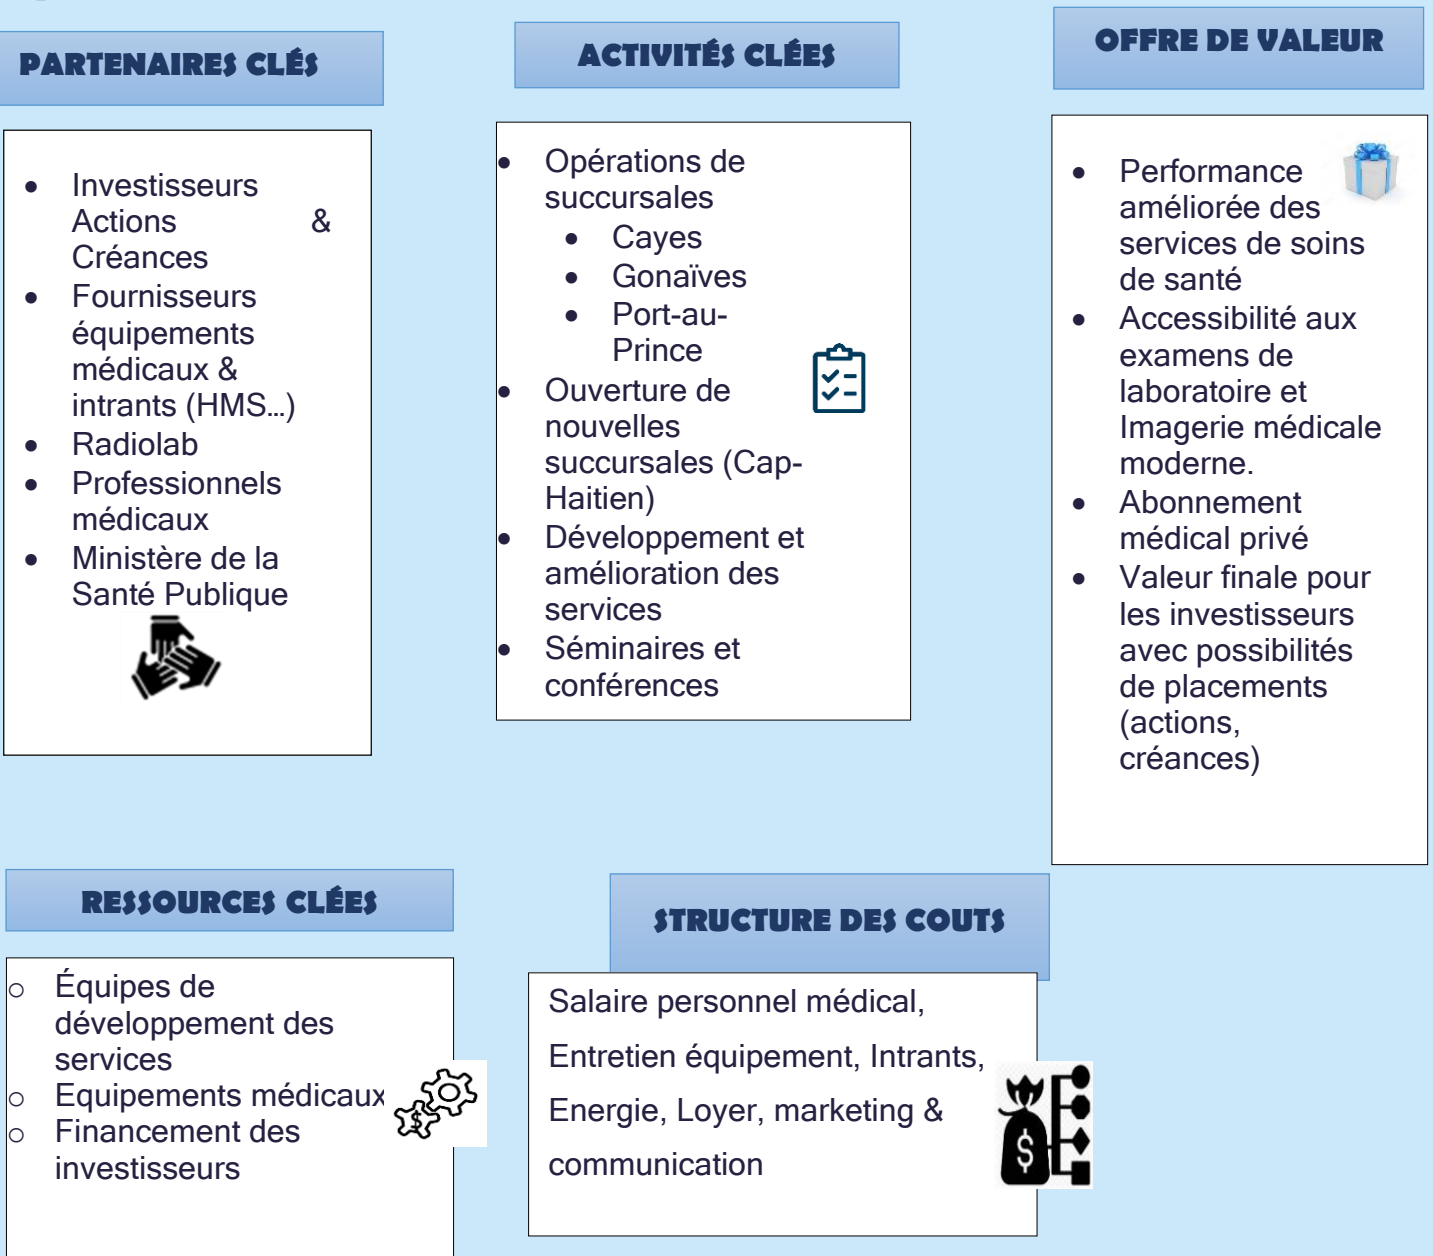 PARTENAIRES CLÉS
Investisseurs
Actions &
Créances
Fournisseurs
équipements
médicaux &
intrants (HMS…)
Radiolab
Professionnels
médicaux
Ministère de la
Santé Publique
ACTIVITÉS CLÉES
Opérations de
succursales
Cayes
Gonaïves
Port-au-
Prince
Ouverture de
nouvelles
succursales (Cap-
Haitien)
Développement et
amélioration des
services
Séminaires et
conférences
OFFRE DE VALEUR
Performance
améliorée des
services de soins
de santé
Accessibilité aux
examens de
laboratoire et
Imagerie médicale
moderne.
Abonnement
médical privé
Valeur finale pour
les investisseurs
avec possibilités
de placements
(actions,
créances)
RESSOURCES CLÉES
Équipes de
développement des
services
Equipements médicaux
Financement des
investisseurs
STRUCTURE DES COUTS
Salaire personnel médical,
Entretien équipement, Intrants,
Energie, Loyer, marketing &
communication